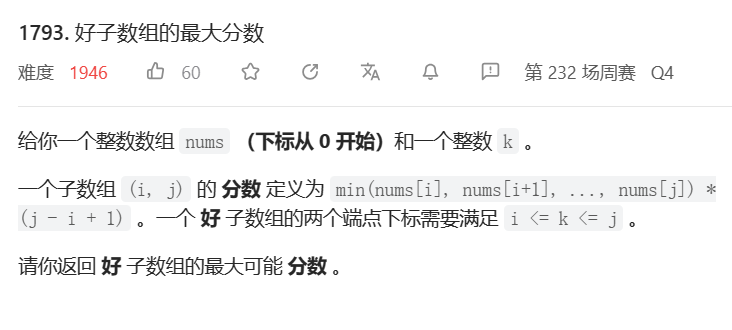 1793. 好子数组的最大分数
难度 1946 60 第 232 场周赛 Q4
给你一个整数数组 nums （下标从 0 开始）和一个整数 k 。
一个子数组 (i, j) 的 分数 定义为 min(nums[i], nums[i+1], ..., nums[j]) *
(j - i + 1) 。一个 好 子数组的两个端点下标需要满足 i <= k <= j 。
请你返回 好 子数组的最大可能 分数 。